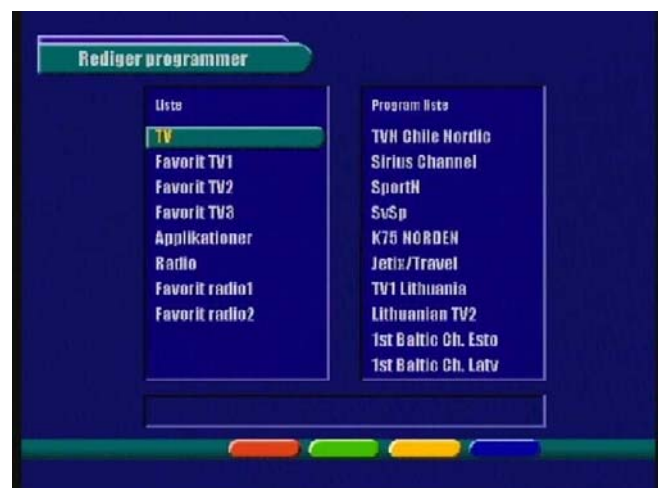 Rediger programmer
Liste
TV
Favorit TV1
Favorit TV2
Favorit TV3
Applikationer
Radio
Favorit radio1
Favorit radio2
Program liste
TVN Chile Nordic
Sirius Channel
SportN
SvSp
K75 NORDEN
Jetix/Travel
TV1 Lithuania
Lithuanian TV2
1st Baltic Ch. Esto
1st Baltic Ch. Latv